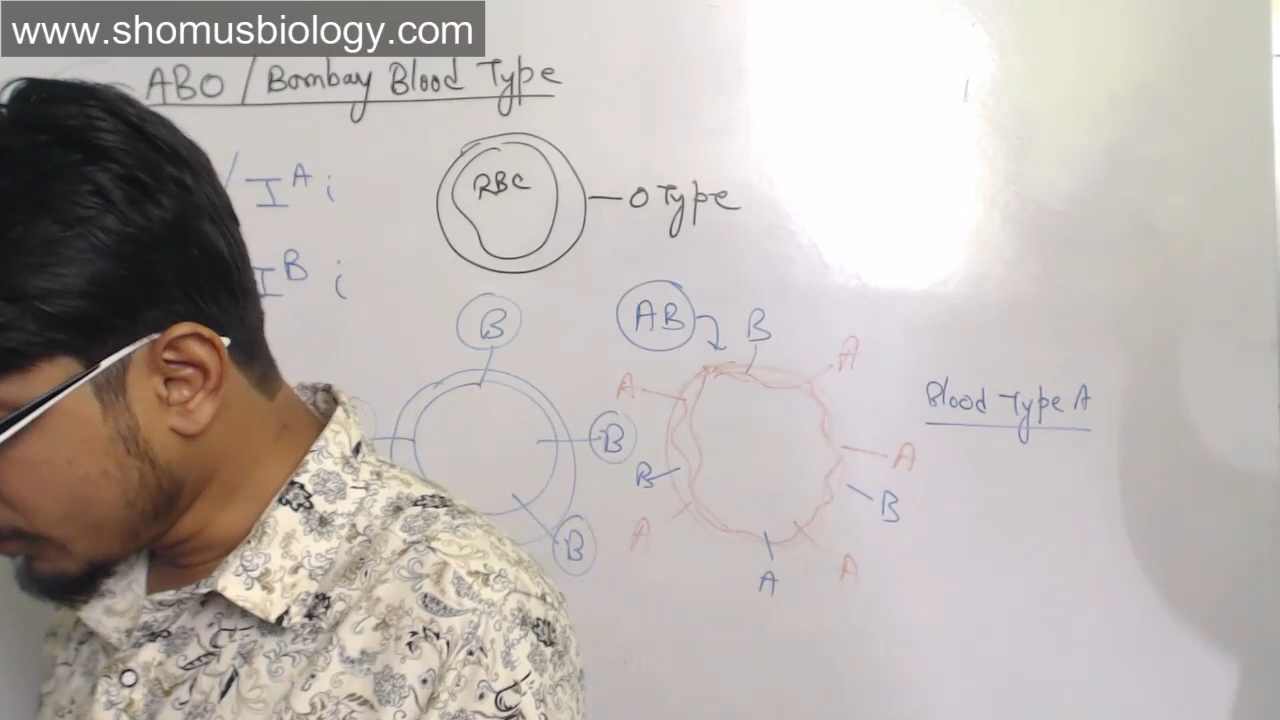 www.shomusbiology.com
ABO / Bombay Blood Type
I^A i
RBC
O Type
I^B i
B
AB
B
A
A
Blood Type A
B
A
B
B
A
B
A
A